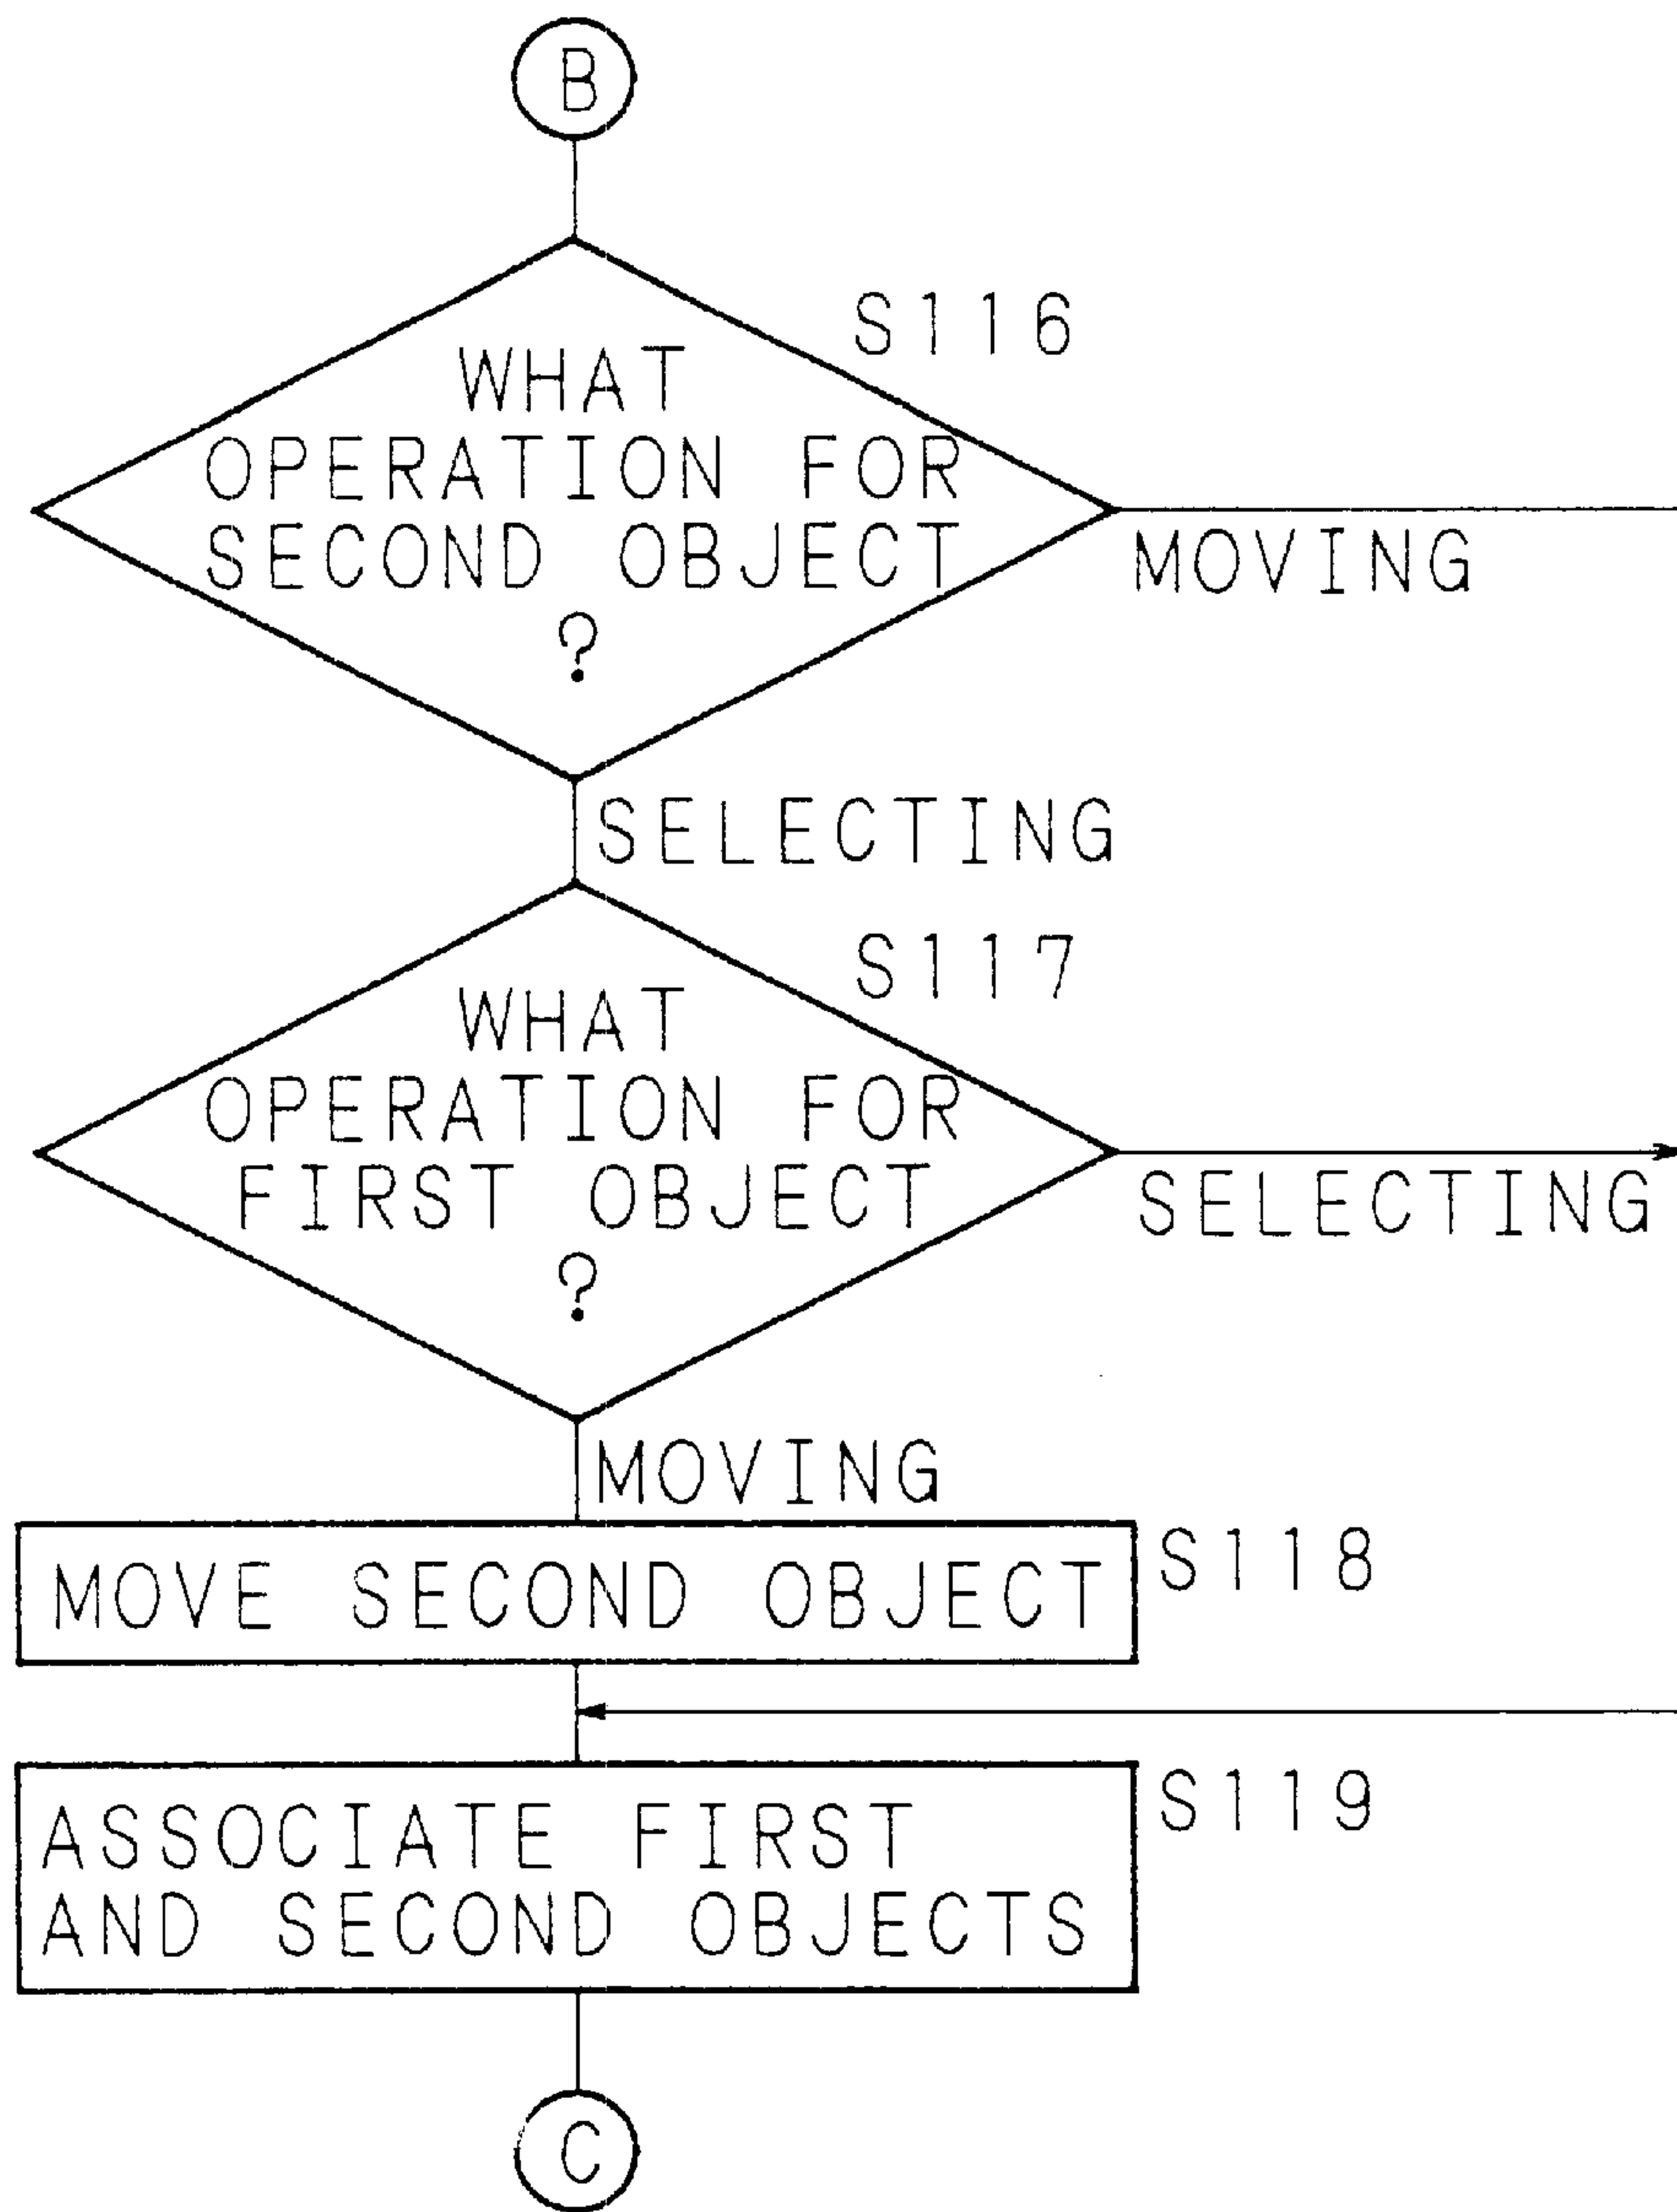 B
S116
WHAT
OPERATION FOR
SECOND OBJECT
?
MOVING
SELECTING
S117
WHAT
OPERATION FOR
FIRST OBJECT
?
SELECTING
MOVING
MOVE SECOND OBJECT
S118
S119
ASSOCIATE FIRST
AND SECOND OBJECTS
C